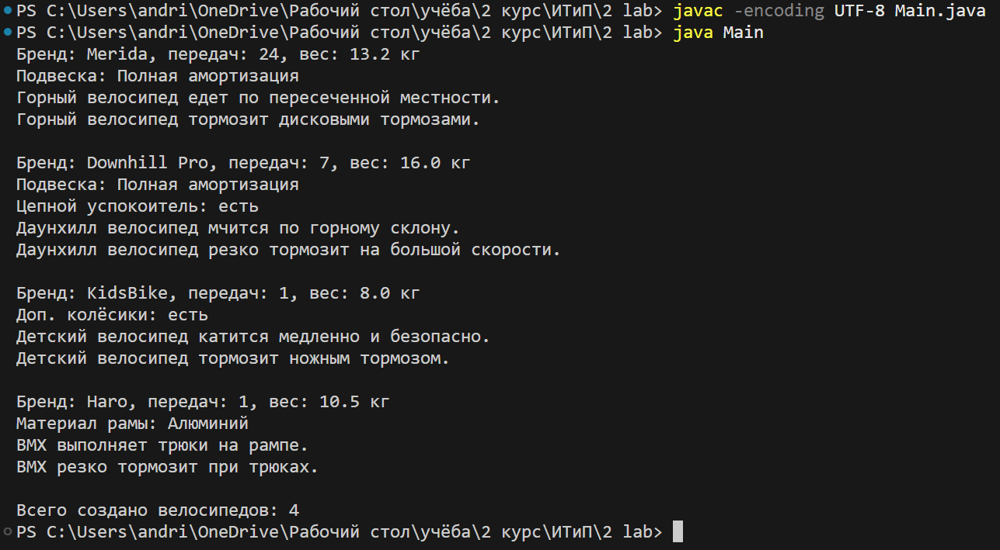 PS C:\Users\andri\OneDrive\Рабочий стол\учёба\2 курс\ИТиП\2 lab> javac -encoding UTF-8 Main.java
PS C:\Users\andri\OneDrive\Рабочий стол\учёба\2 курс\ИТиП\2 lab> java Main
Бренд: Merida, передач: 24, вес: 13.2 кг
Подвеска: Полная амортизация
Горный велосипед едет по пересеченной местности.
Горный велосипед тормозит дисковыми тормозами.

Бренд: Downhill Pro, передач: 7, вес: 16.0 кг
Подвеска: Полная амортизация
Цепной успокоитель: есть
Даунхилл велосипед мчится по горному склону.
Даунхилл велосипед резко тормозит на большой скорости.

Бренд: KidsBike, передач: 1, вес: 8.0 кг
Доп. колёсики: есть
Детский велосипед катится медленно и безопасно.
Детский велосипед тормозит ножным тормозом.

Бренд: Haro, передач: 1, вес: 10.5 кг
Материал рамы: Алюминий
BMX выполняет трюки на рампе.
BMX резко тормозит при трюках.

Всего создано велосипедов: 4
PS C:\Users\andri\OneDrive\Рабочий стол\учёба\2 курс\ИТиП\2 lab>